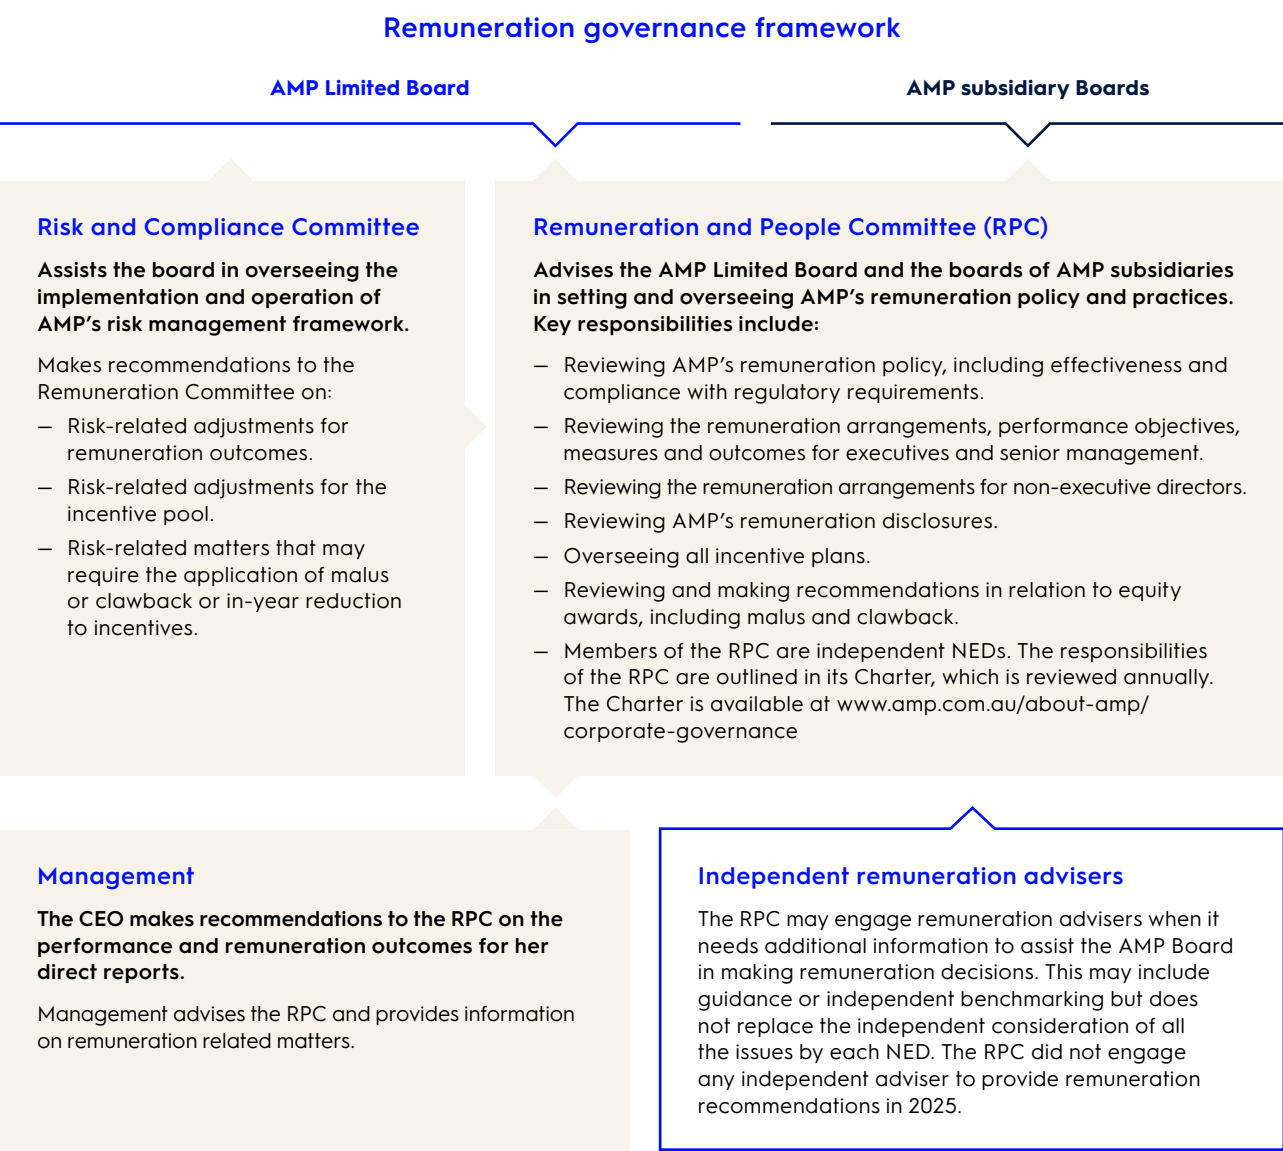 Remuneration governance framework
AMP Limited Board
AMP subsidiary Boards
Risk and Compliance Committee
Assists the board in overseeing the
implementation and operation of
AMP's risk management framework.
Makes recommendations to the
Remuneration Committee on:
— Risk-related adjustments for
remuneration outcomes.
— Risk-related adjustments for the
incentive pool.
— Risk-related matters that may
require the application of malus
or clawback or in-year reduction
to incentives.
Remuneration and People Committee (RPC)
Advises the AMP Limited Board and the boards of AMP subsidiaries
in setting and overseeing AMP's remuneration policy and practices.
Key responsibilities include:
— Reviewing AMP's remuneration policy, including effectiveness and
compliance with regulatory requirements.
— Reviewing the remuneration arrangements, performance objectives,
measures and outcomes for executives and senior management.
— Reviewing the remuneration arrangements for non-executive directors.
— Reviewing AMP's remuneration disclosures.
— Overseeing all incentive plans.
— Reviewing and making recommendations in relation to equity
awards, including malus and clawback.
— Members of the RPC are independent NEDs. The responsibilities
of the RPC are outlined in its Charter, which is reviewed annually.
The Charter is available at www.amp.com.au/about-amp/
corporate-governance
Management
The CEO makes recommendations to the RPC on the
performance and remuneration outcomes for her
direct reports.
Management advises the RPC and provides information
on remuneration related matters.
Independent remuneration advisers
The RPC may engage remuneration advisers when it
needs additional information to assist the AMP Board
in making remuneration decisions. This may include
guidance or independent benchmarking but does
not replace the independent consideration of all
the issues by each NED. The RPC did not engage
any independent adviser to provide remuneration
recommendations in 2025.